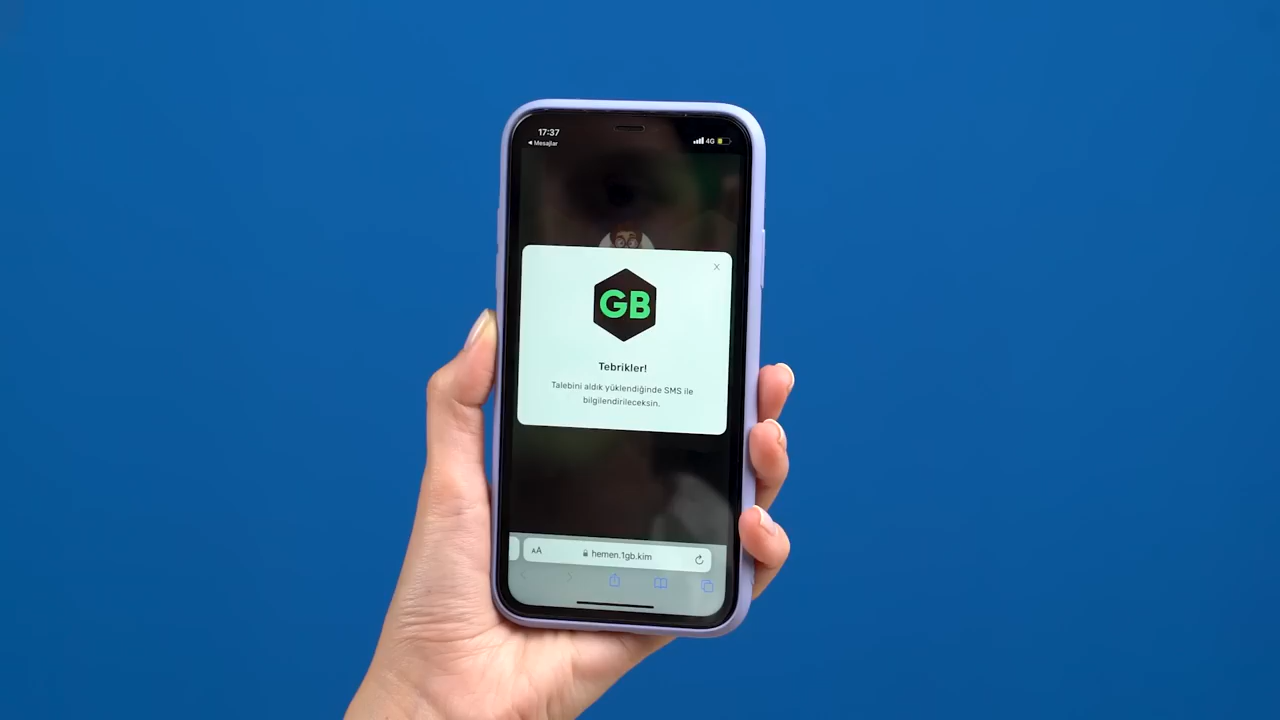 17:37
4G
◀ Mesajlar
X
GB
Tebrikler!
Talebini aldık yüklendiğinde SMS ile
bilgilendirileceksin.
AA
hemen.1gb.kim